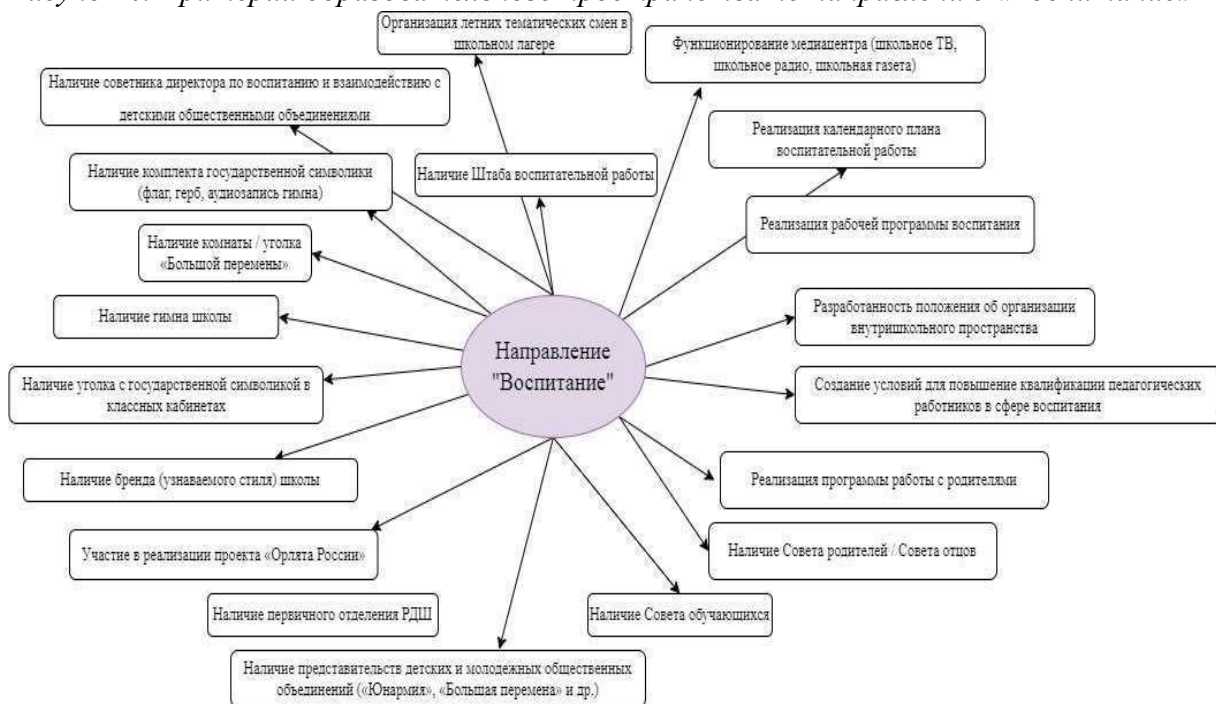 Организация летних тематических смен в
школьном лагере
Функционирование медиацентра (школьное ТВ,
школьное радио, школьная газета)
Наличие советника директора по воспитанию и взаимодействию с
детскими общественными объединениями
Реализация календарного плана
воспитательной работы
Наличие комплекта государственной символики
(флаг, герб, аудиозапись гимна)
Наличие Штаба воспитательной работы
Реализация рабочей программы воспитания
Наличие комнаты / уголка
«Большой перемены»
Наличие гимна школы
Разработанность положения об организации
внутришкольного пространства
Направление
"Воспитание"
Наличие уголка с государственной символикой в
классных кабинетах
Создание условий для повышение квалификации педагогических
работников в сфере воспитания
Наличие бренда (узнаваемого стиля) школы
Реализация программы работы с родителями
Участие в реализации проекта «Орлята России»
Наличие Совета родителей / Совета отцов
Наличие первичного отделения РДШ
Наличие Совета обучающихся
Наличие представительств детских и молодежных общественных
объединений («Юнармия», «Большая перемена» и др.)